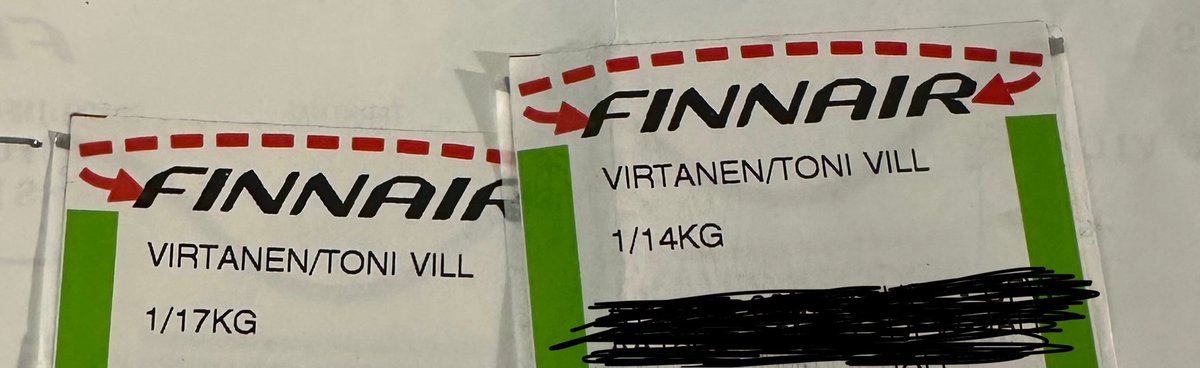 FINNAIR
VIRTANEN/TONI VILL
1/17KG
FINNAIR
VIRTANEN/TONI VILL
1/14KG